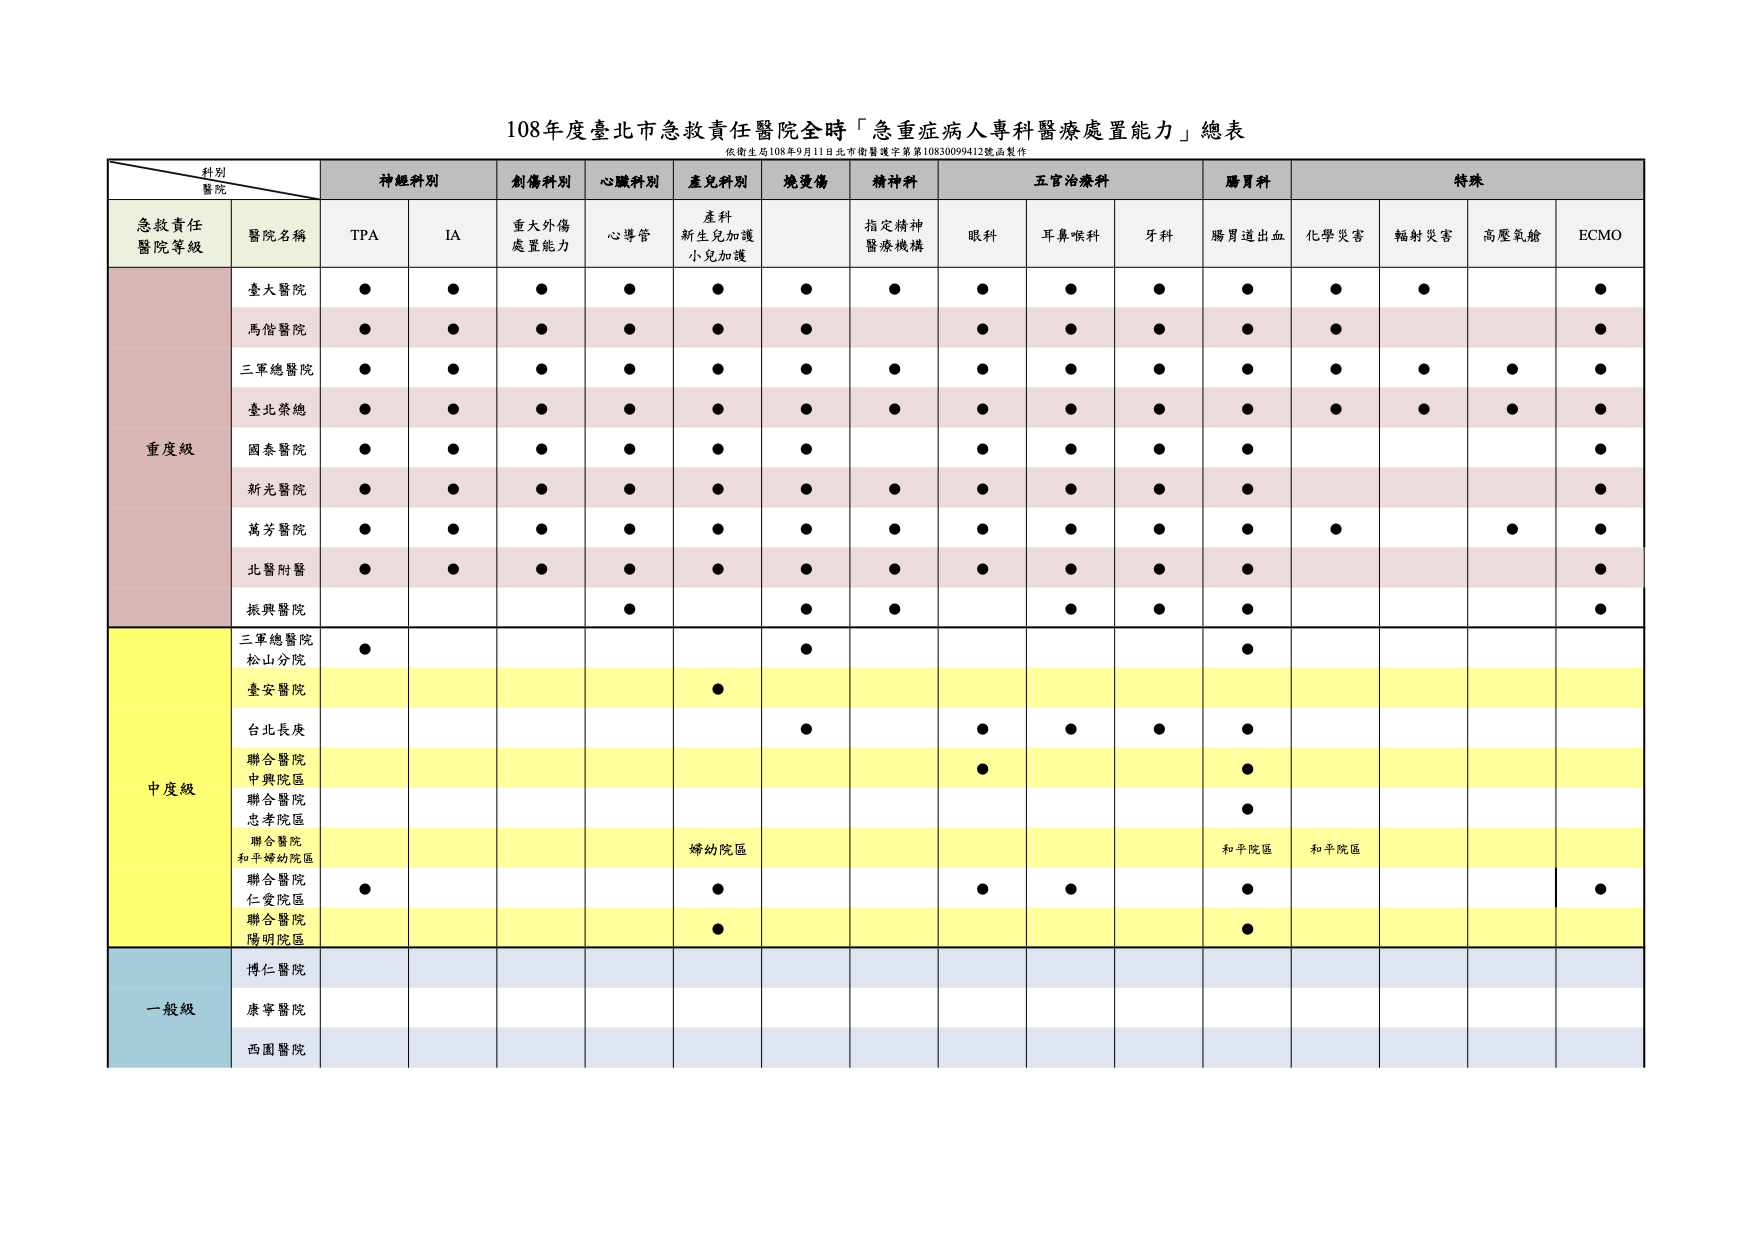 108年度臺北市急救責任醫院全時「急重症病人專科醫療處置能力」總表
依衛生局108年9月11日北市衛醫護字第第10830099412號函製作
科別
醫院
神經科別 創傷科別 心臟科別 產兒科別 燒燙傷 精神科 五官治療科 腸胃科 特殊
急救責任
醫院等級
醫院名稱
TPA
IA
重大外傷
處置能力
心導管
產科
新生兒加護
小兒加護
指定精神
醫療機構
眼科
耳鼻喉科
牙科
腸胃道出血
化學災害
輻射災害
高壓氧艙
ECMO
重度級
臺大醫院 ● ● ● ● ● ● ● ● ● ● ● ● ● ●
馬偕醫院 ● ● ● ● ● ● ● ● ● ● ● ●
三軍總醫院 ● ● ● ● ● ● ● ● ● ● ● ● ● ● ●
臺北榮總 ● ● ● ● ● ● ● ● ● ● ● ● ● ● ●
國泰醫院 ● ● ● ● ● ● ● ● ● ● ●
新光醫院 ● ● ● ● ● ● ● ● ● ● ● ●
萬芳醫院 ● ● ● ● ● ● ● ● ● ● ● ● ● ●
北醫附醫 ● ● ● ● ● ● ● ● ● ● ● ●
振興醫院 ● ● ● ● ● ● ●
中度級
三軍總醫院
松山分院 ● ● ●
臺安醫院 ●
台北長庚 ● ● ● ● ●
聯合醫院
中興院區 ● ●
聯合醫院
忠孝院區 ●
聯合醫院
和平婦幼院區 婦幼院區 和平院區 和平院區
聯合醫院
仁愛院區 ● ● ● ● ● ●
聯合醫院
陽明院區 ● ●
一般級
博仁醫院
康寧醫院
西園醫院